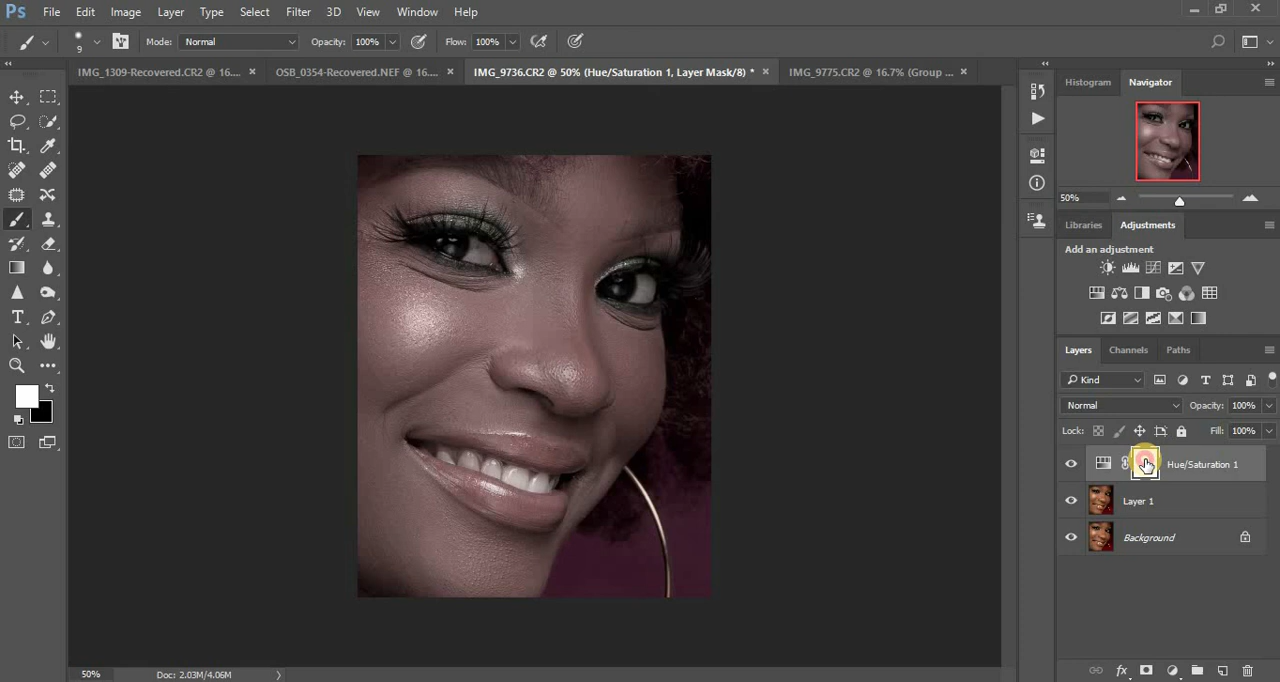 Ps File Edit Image Layer Type Select Filter 3D View Window Help
9 Mode: Normal Opacity: 100% Flow: 100%
IMG_1309-Recovered.CR2 @ 16.... × OSB_0354-Recovered.NEF @ 16.... × IMG_9736.CR2 @ 50% (Hue/Saturation 1, Layer Mask/8) * × IMG_9775.CR2 @ 16.7% (Group ... ×
Histogram Navigator
50%
Libraries Adjustments
Add an adjustment
Layers Channels Paths
Kind
Normal Opacity: 100%
Lock: Fill: 100%
Hue/Saturation 1
Layer 1
Background
50% Doc: 2.03M/4.06M